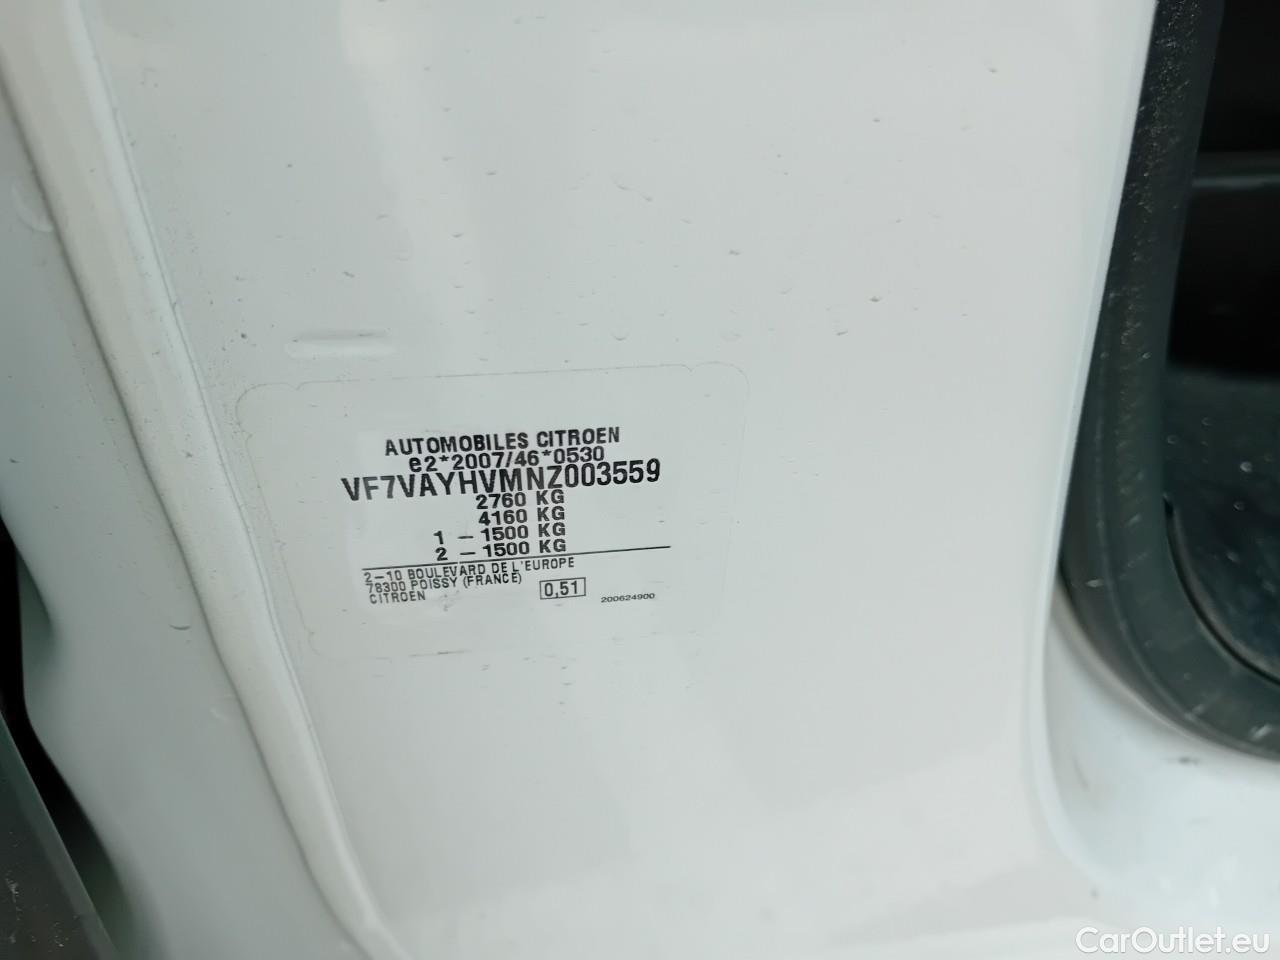 AUTOMOBILES CITROEN
e2*2007/46*0530
VF7VAYHVMNZ003559
2760 KG
4160 KG
1 - 1500 KG
2 - 1500 KG
2-10 BOULEVARD DE L'EUROPE
78300 POISSY (FRANCE)
CITROEN
0,51
200624900
CarOutlet.eu